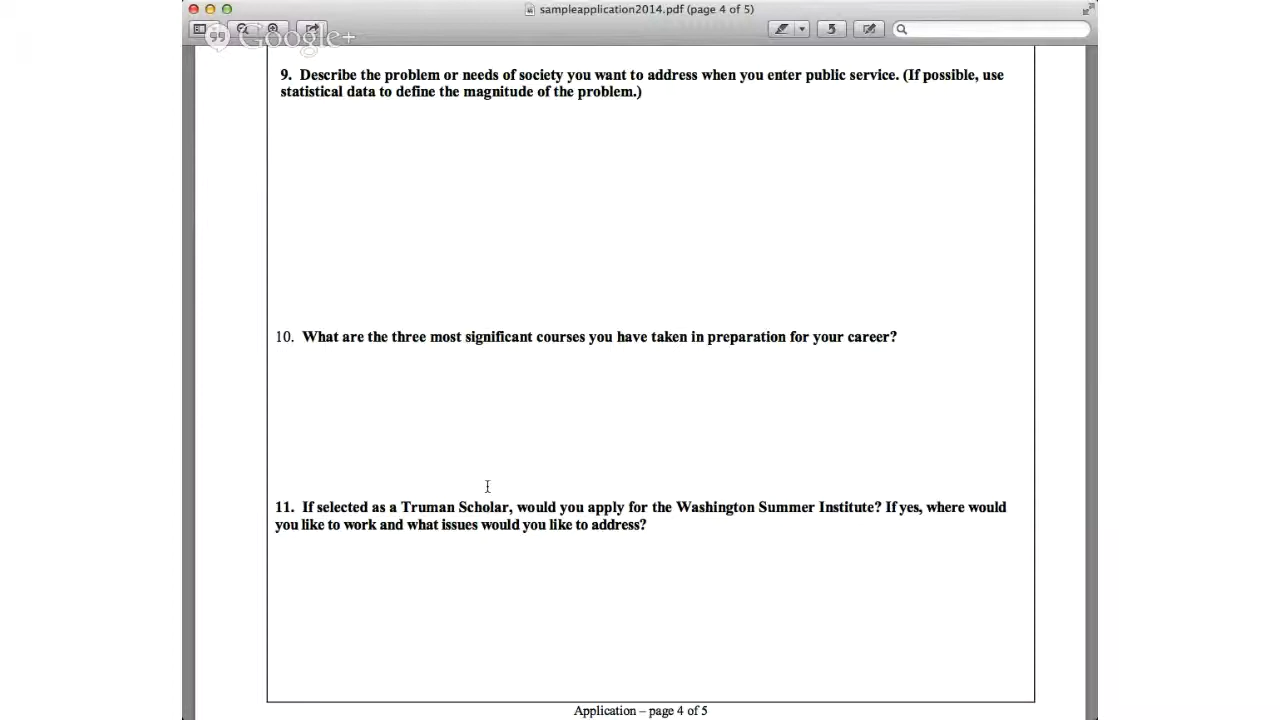 sampleapplication2014.pdf (page 4 of 5)
Google+
9. Describe the problem or needs of society you want to address when you enter public service. (If possible, use
statistical data to define the magnitude of the problem.)
10. What are the three most significant courses you have taken in preparation for your career?
11. If selected as a Truman Scholar, would you apply for the Washington Summer Institute? If yes, where would
you like to work and what issues would you like to address?
Application – page 4 of 5